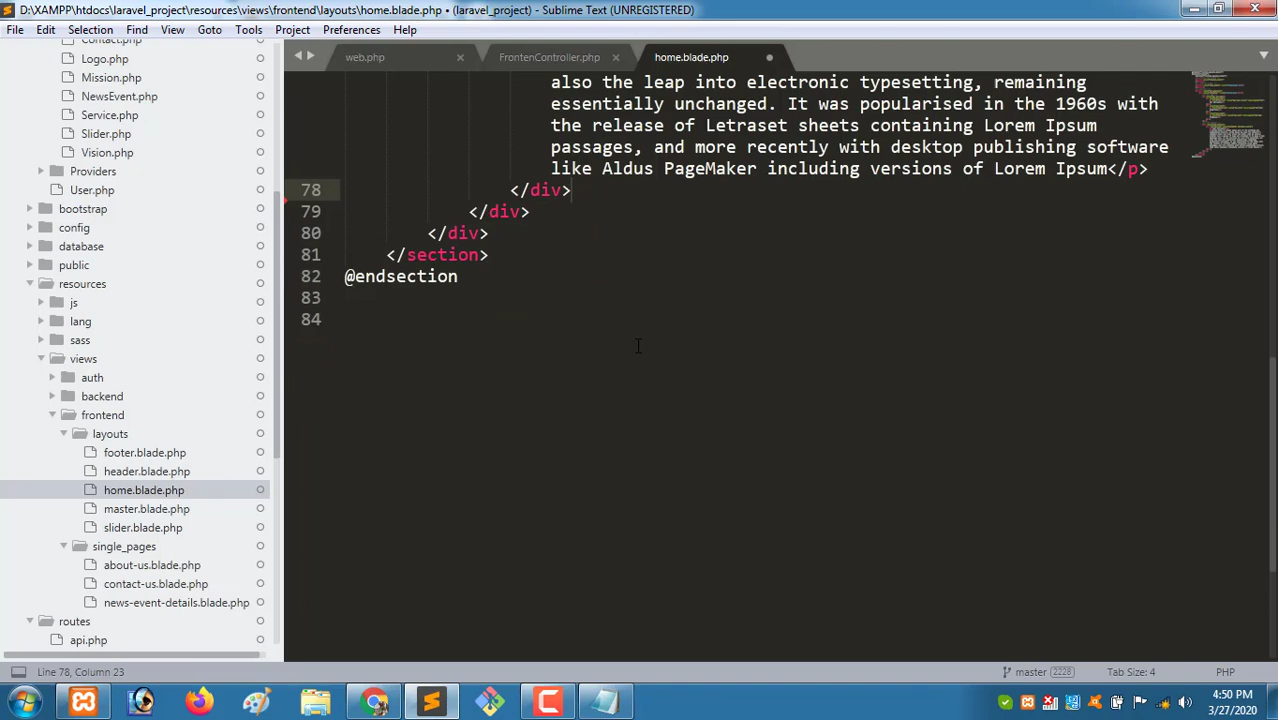 D:\XAMPP\htdocs\laravel_project\resources\views\frontend\layouts\home.blade.php • (laravel_project) - Sublime Text (UNREGISTERED)
File Edit Selection Find View Goto Tools Project Preferences Help
Contact.php
Logo.php
Mission.php
NewsEvent.php
Service.php
Slider.php
Vision.php
Providers
User.php
bootstrap
config
database
public
resources
js
lang
sass
views
auth
backend
frontend
layouts
footer.blade.php
header.blade.php
home.blade.php
master.blade.php
slider.blade.php
single_pages
about-us.blade.php
contact-us.blade.php
news-event-details.blade.php
routes
api.php
web.php FrontenController.php home.blade.php
also the leap into electronic typesetting, remaining
essentially unchanged. It was popularised in the 1960s with
the release of Letraset sheets containing Lorem Ipsum
passages, and more recently with desktop publishing software
like Aldus PageMaker including versions of Lorem Ipsum</p>
78 </div>
79 </div>
80 </div>
81 </section>
82 @endsection
83
84
Line 78, Column 23 master 2228 Tab Size: 4 PHP
4:50 PM
3/27/2020